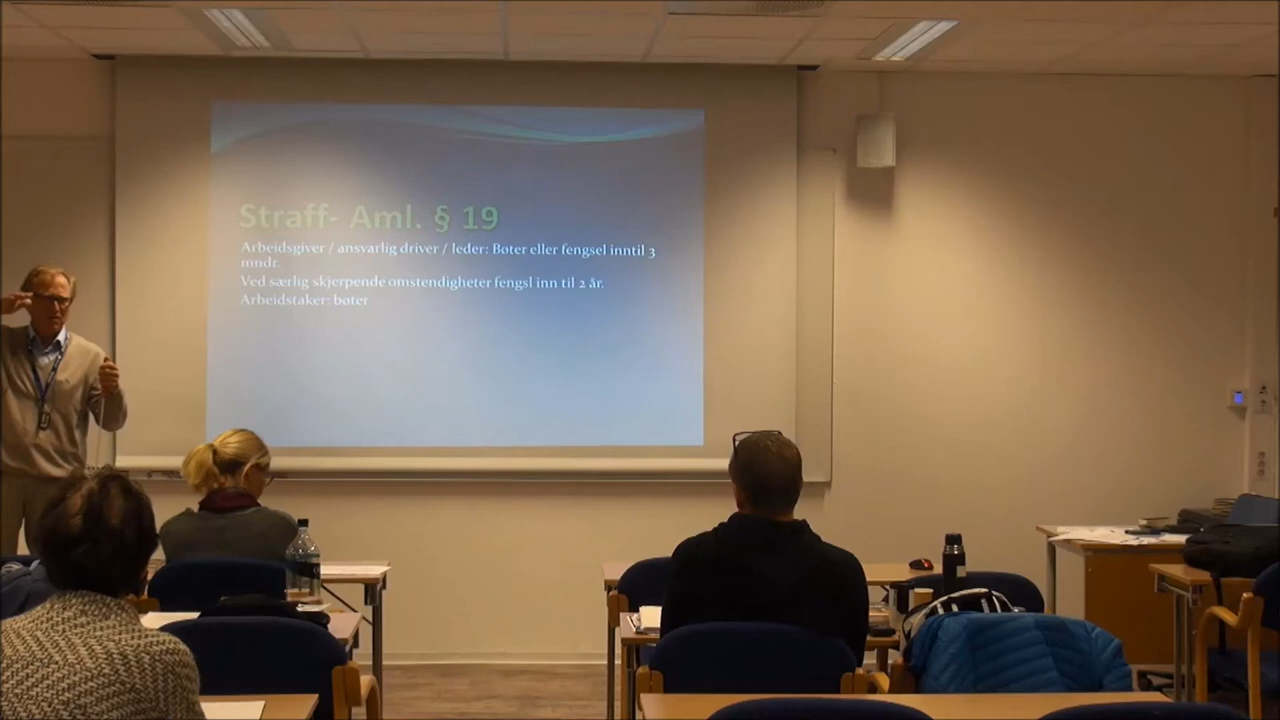 Straff- Aml. § 19
Arbeidsgiver / ansvarlig driver / leder: Bøter eller fengsel inntil 3
mndr.
Ved særlig skjerpende omstendigheter fengsl inn til 2 år.
Arbeidstaker: bøter